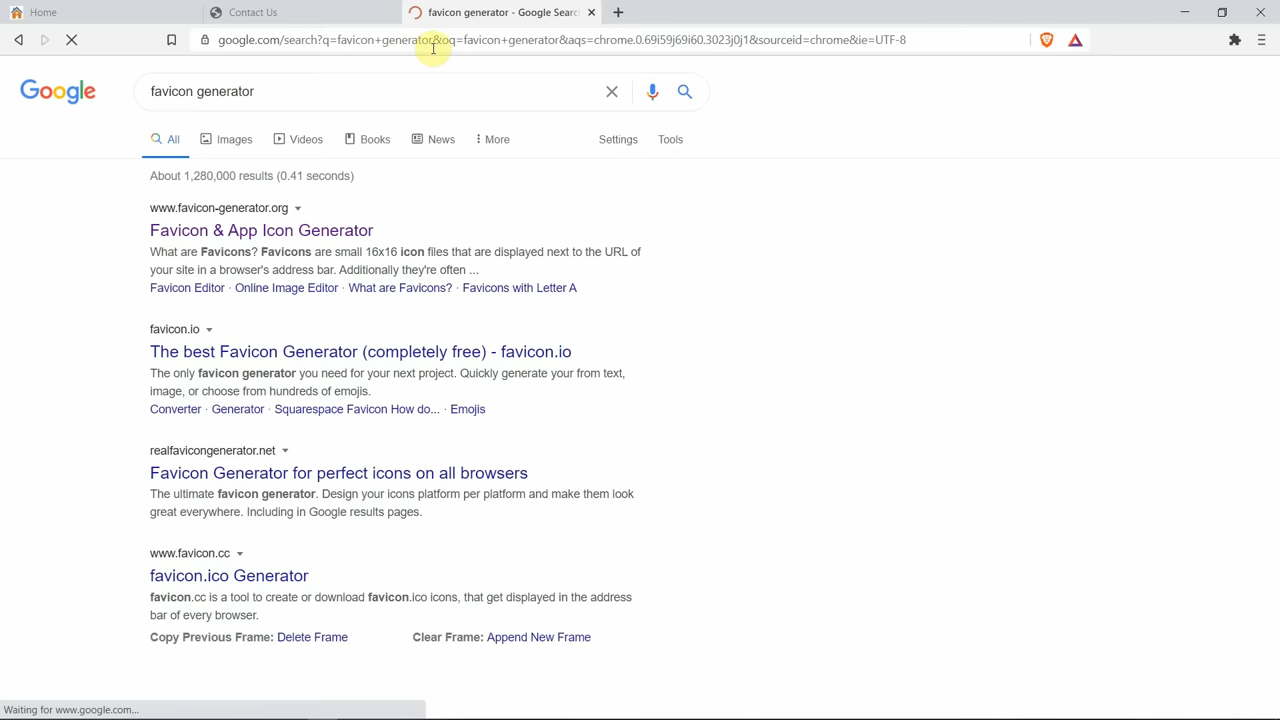 Home
Contact Us
favicon generator - Google Searc
google.com/search?q=favicon+generator&oq=favicon+generator&aqs=chrome.0.69i59j69i60.3023j0j1&sourceid=chrome&ie=UTF-8
Google
favicon generator
All
Images
Videos
Books
News
More
Settings
Tools
About 1,280,000 results (0.41 seconds)
www.favicon-generator.org
Favicon & App Icon Generator
What are Favicons? Favicons are small 16x16 icon files that are displayed next to the URL of
your site in a browser's address bar. Additionally they're often ...
Favicon Editor · Online Image Editor · What are Favicons? · Favicons with Letter A
favicon.io
The best Favicon Generator (completely free) - favicon.io
The only favicon generator you need for your next project. Quickly generate your from text,
image, or choose from hundreds of emojis.
Converter · Generator · Squarespace Favicon How do... · Emojis
realfavicongenerator.net
Favicon Generator for perfect icons on all browsers
The ultimate favicon generator. Design your icons platform per platform and make them look
great everywhere. Including in Google results pages.
www.favicon.cc
favicon.ico Generator
favicon.cc is a tool to create or download favicon.ico icons, that get displayed in the address
bar of every browser.
Copy Previous Frame: Delete Frame
Clear Frame: Append New Frame
Waiting for www.google.com...